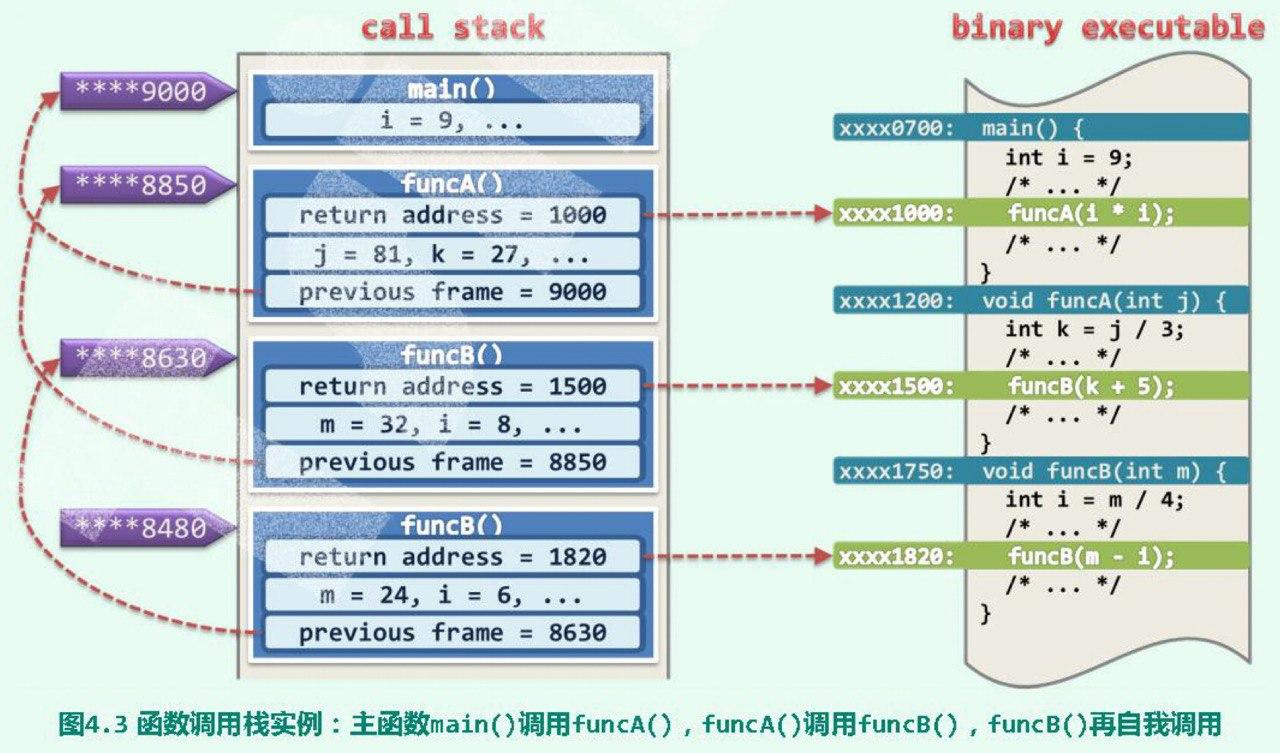 call stack
****9000
main()
i = 9, ...
****8850
funcA()
return address = 1000
j = 81, k = 27, ...
previous frame = 9000
****8630
funcB()
return address = 1500
m = 32, i = 8, ...
previous frame = 8850
****8480
funcB()
return address = 1820
m = 24, i = 6, ...
previous frame = 8630
binary executable
xxxx0700: main() {
int i = 9;
/* ... */
xxxx1000: funcA(i * i);
/* ... */
}
xxxx1200: void funcA(int j) {
int k = j / 3;
/* ... */
xxxx1500: funcB(k + 5);
/* ... */
}
xxxx1750: void funcB(int m) {
int i = m / 4;
/* ... */
xxxx1820: funcB(m - i);
/* ... */
}
图4.3 函数调用栈实例：主函数main()调用funcA()，funcA()调用funcB()，funcB()再自我调用